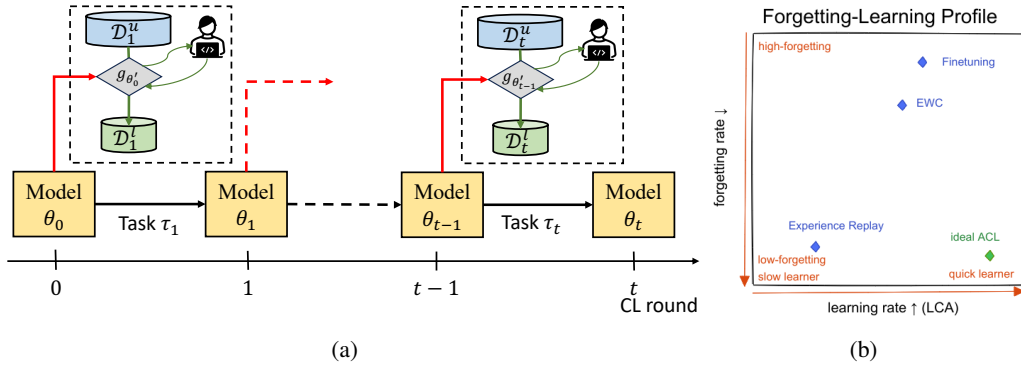 𝒟₁ᵘ
g_θ′₀
𝒟₁ˡ
Model
θ₀
Task τ₁
Model
θ₁
𝒟ₜᵘ
g_θ′ₜ₋₁
𝒟ₜˡ
Model
θₜ₋₁
Task τₜ
Model
θₜ
0
1
t − 1
t
CL round
(a)
Forgetting-Learning Profile
high-forgetting
Finetuning
EWC
forgetting rate ↓
Experience Replay
ideal ACL
low-forgetting
slow learner
quick learner
learning rate ↑ (LCA)
(b)